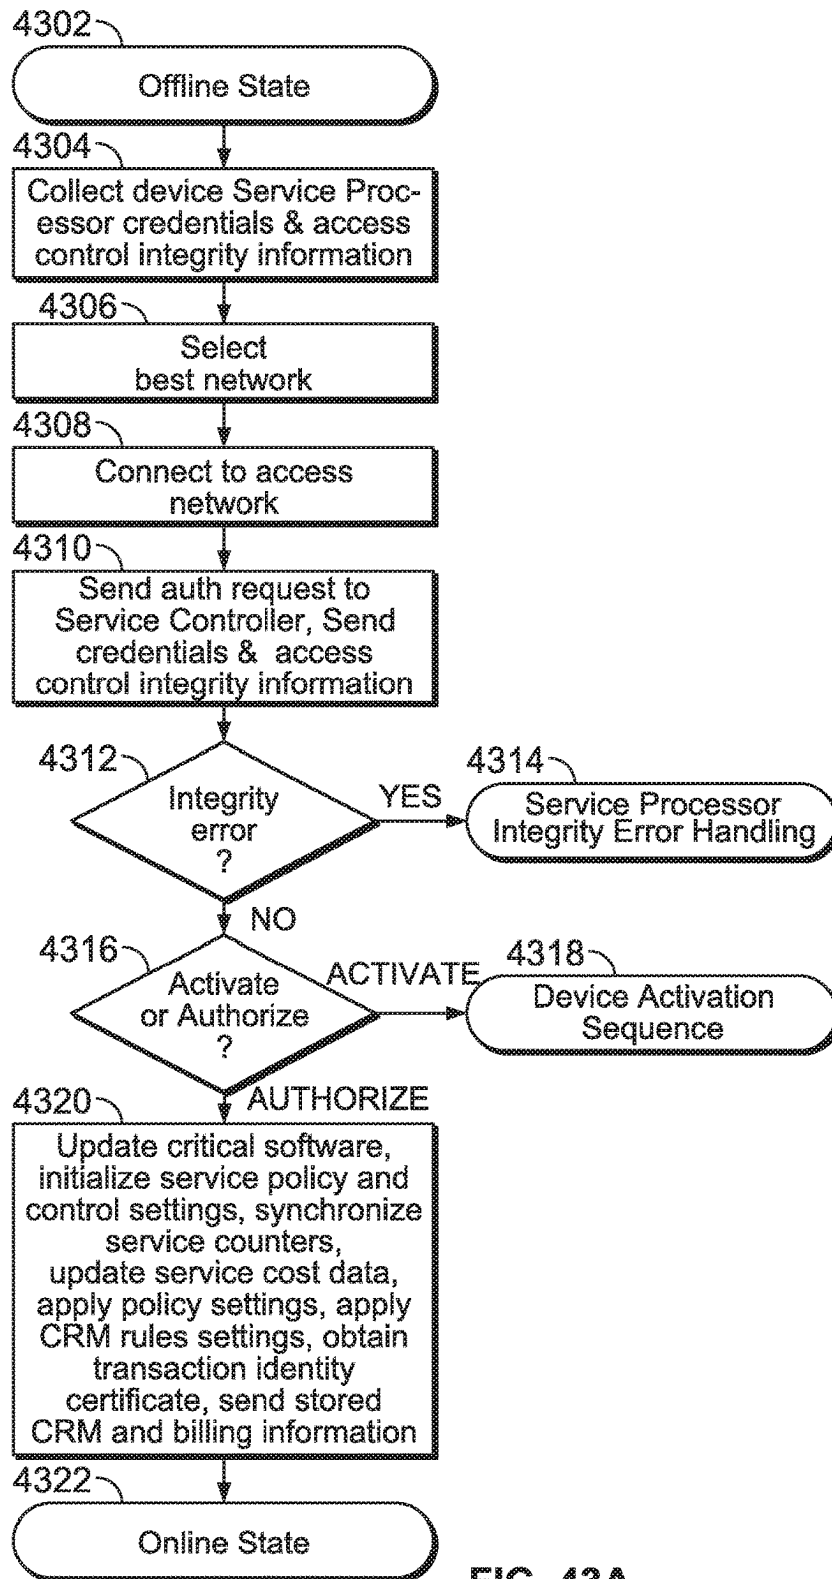 4302
Offline State
4304
Collect device Service Proc-
essor credentials & access
control integrity information
4306
Select
best network
4308
Connect to access
network
4310
Send auth request to
Service Controller, Send
credentials & access
control integrity information
4312
Integrity
error
?
YES
4314
Service Processor
Integrity Error Handling
NO
4316
Activate
or Authorize
?
ACTIVATE
4318
Device Activation
Sequence
AUTHORIZE
4320
Update critical software,
initialize service policy and
control settings, synchronize
service counters,
update service cost data,
apply policy settings, apply
CRM rules settings, obtain
transaction identity
certificate, send stored
CRM and billing information
4322
Online State
FIG. 43A